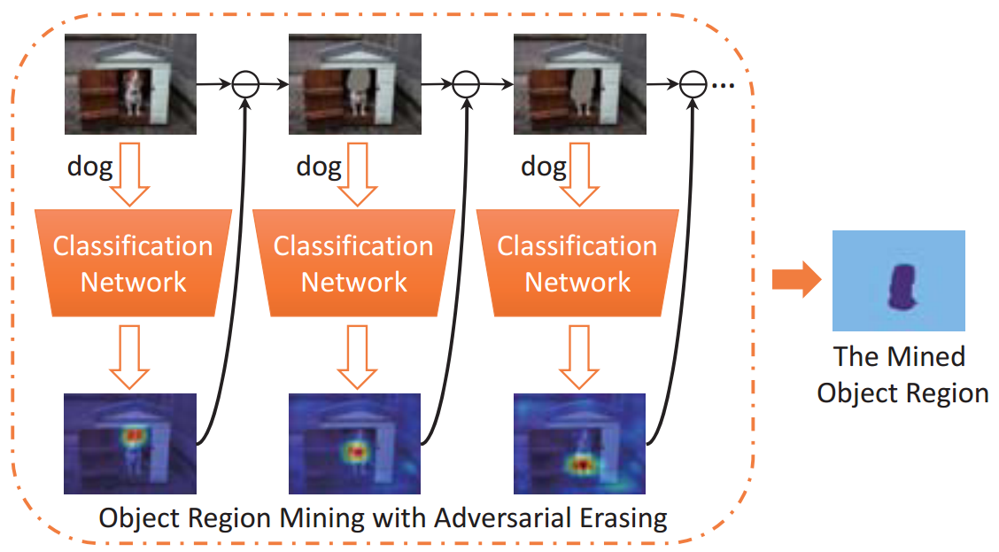 dog
dog
dog
Classification
Network
Classification
Network
Classification
Network
...
The Mined
Object Region
Object Region Mining with Adversarial Erasing